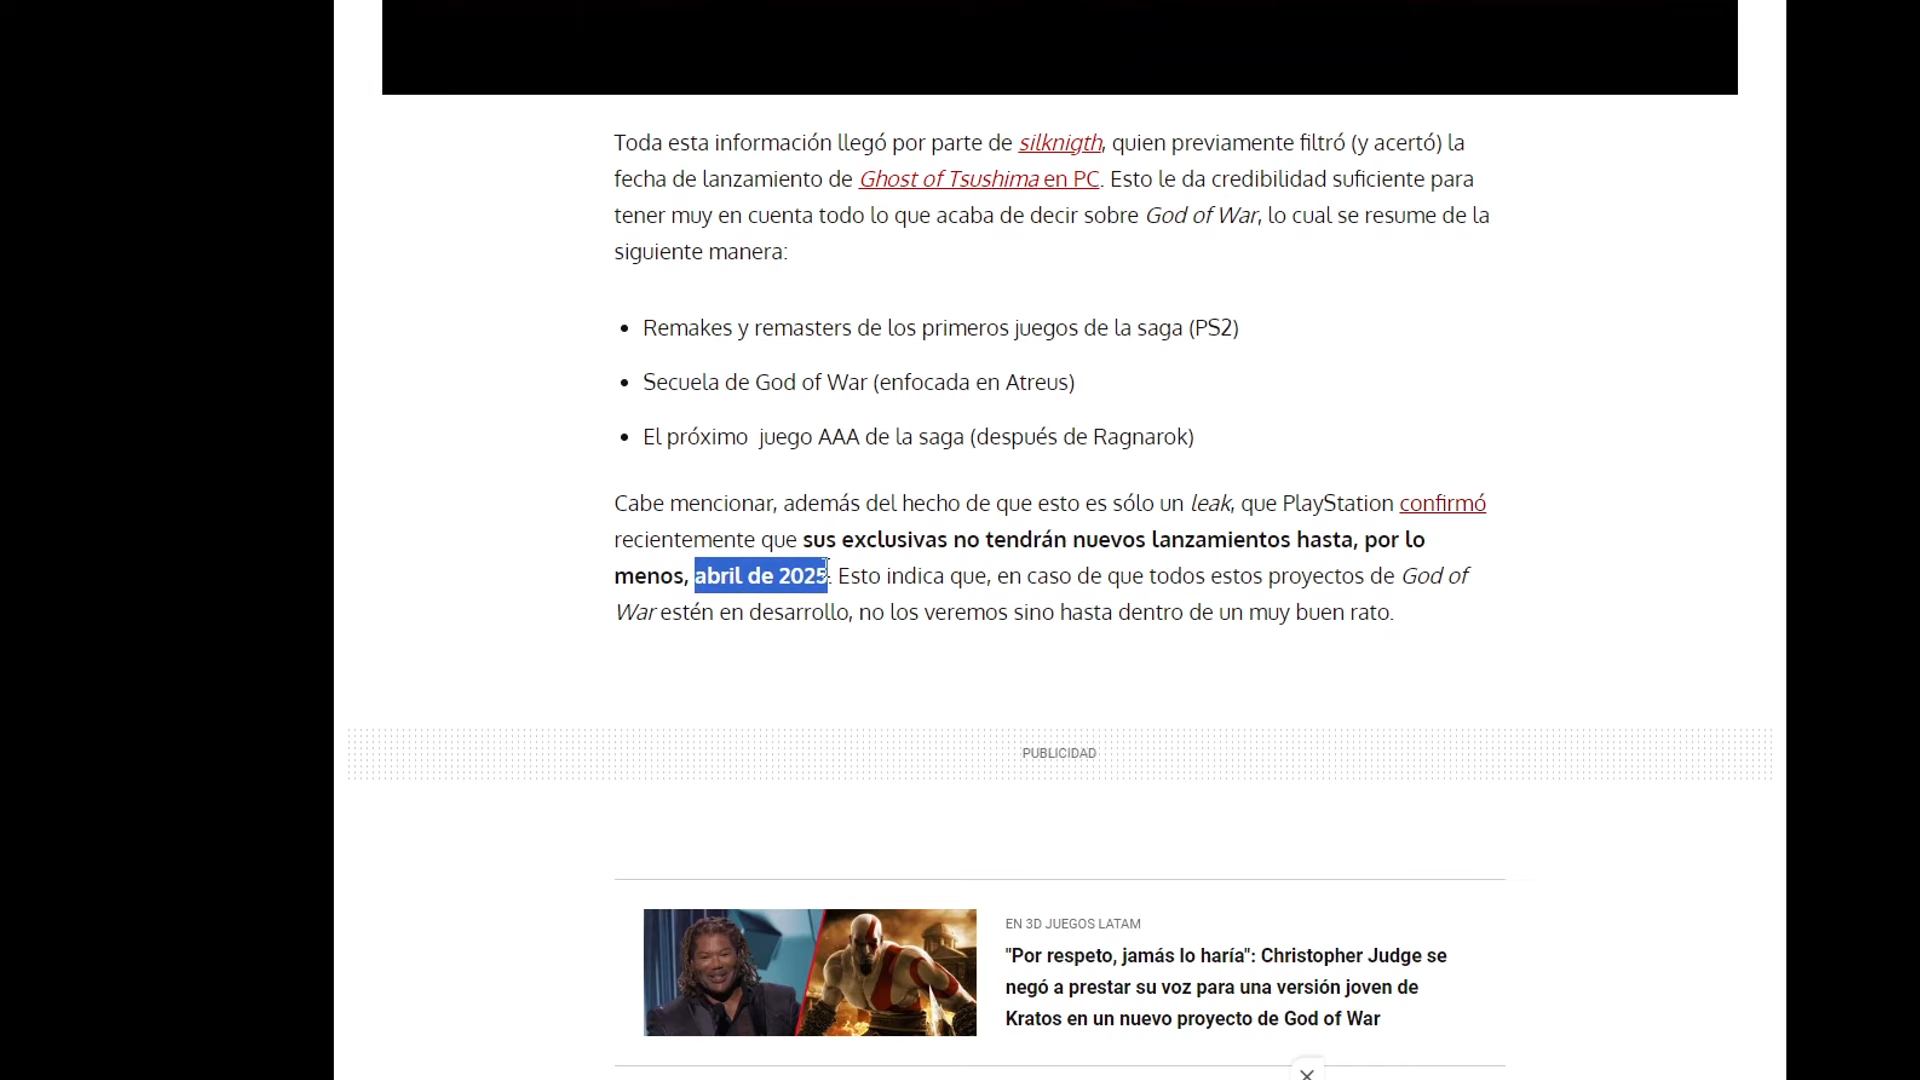 Toda esta información llegó por parte de silknigth, quien previamente filtró (y acertó) la
fecha de lanzamiento de Ghost of Tsushima en PC. Esto le da credibilidad suficiente para
tener muy en cuenta todo lo que acaba de decir sobre God of War, lo cual se resume de la
siguiente manera:
• Remakes y remasters de los primeros juegos de la saga (PS2)
• Secuela de God of War (enfocada en Atreus)
• El próximo juego AAA de la saga (después de Ragnarok)
Cabe mencionar, además del hecho de que esto es sólo un leak, que PlayStation confirmó
recientemente que sus exclusivas no tendrán nuevos lanzamientos hasta, por lo
menos, abril de 2025. Esto indica que, en caso de que todos estos proyectos de God of
War estén en desarrollo, no los veremos sino hasta dentro de un muy buen rato.
PUBLICIDAD
EN 3D JUEGOS LATAM
"Por respeto, jamás lo haría": Christopher Judge se
negó a prestar su voz para una versión joven de
Kratos en un nuevo proyecto de God of War